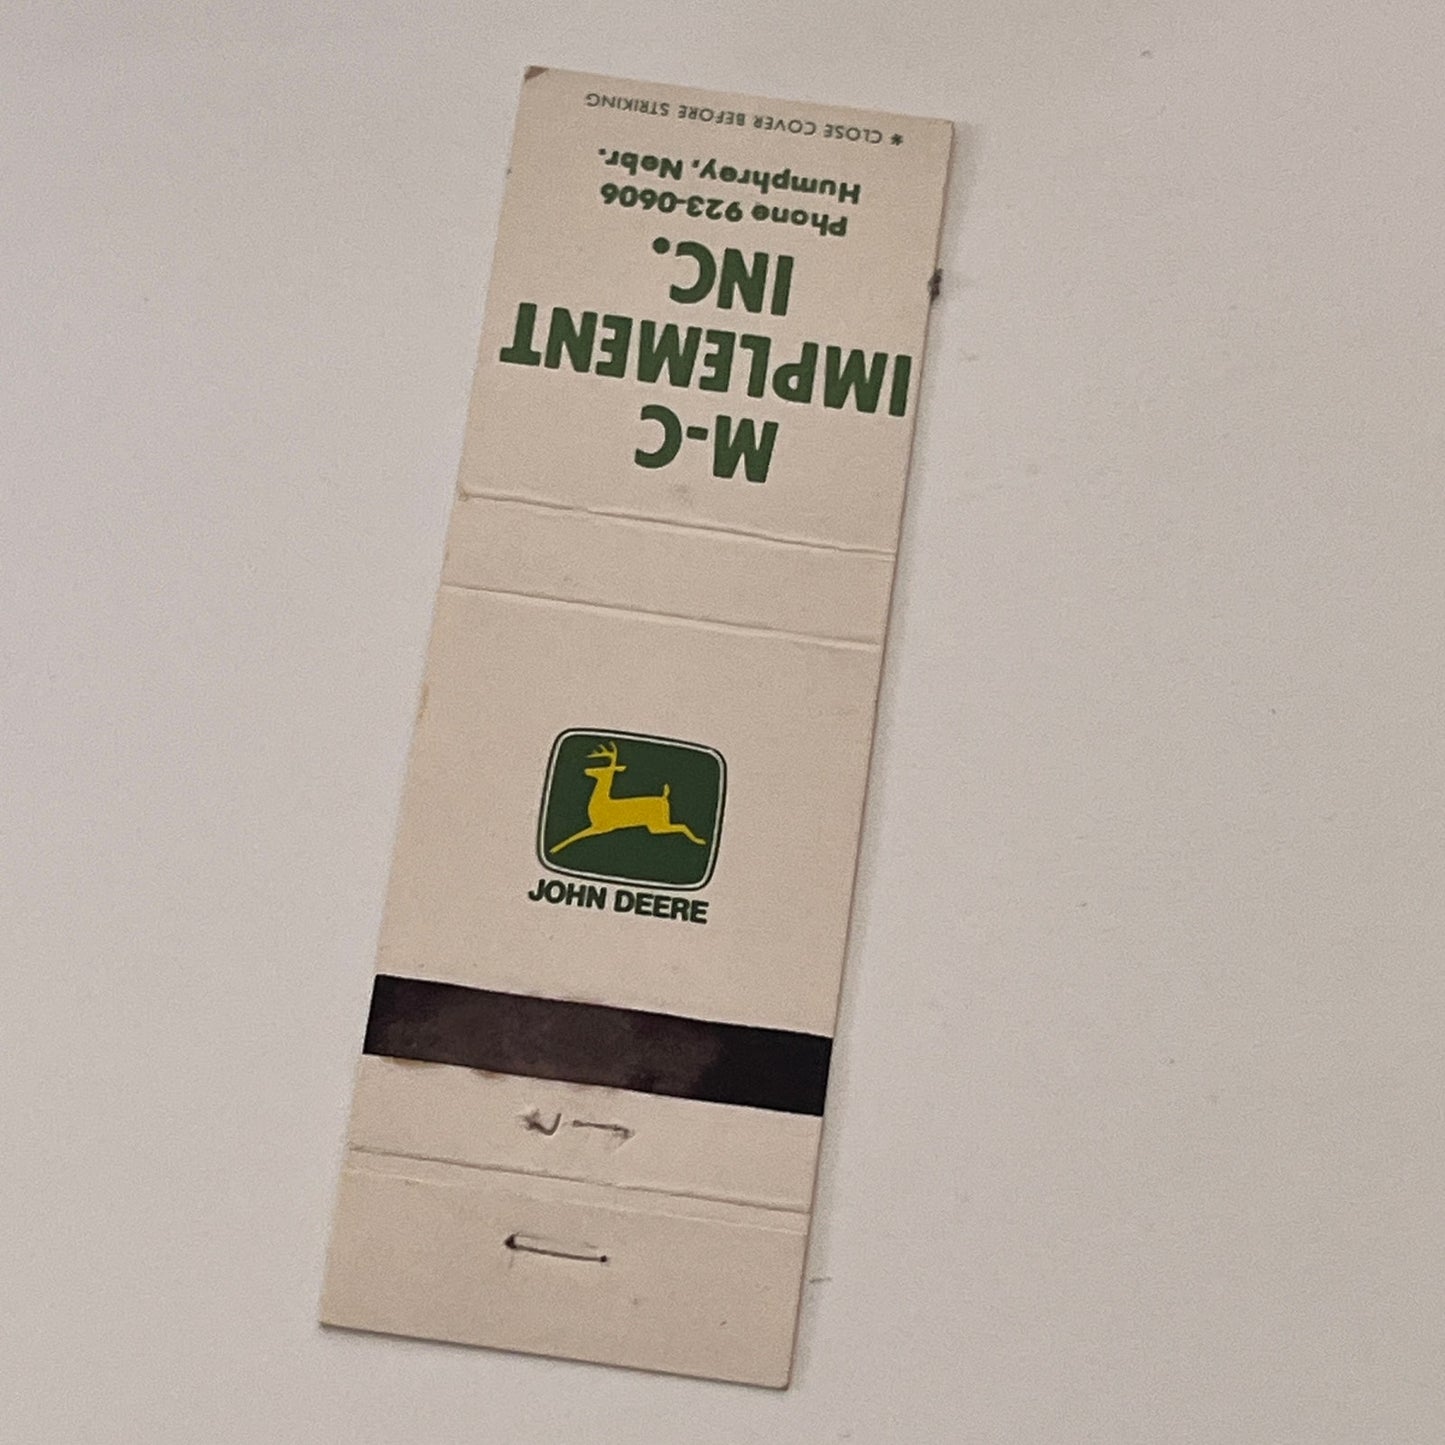 M-C
IMPLEMENT
INC.
Phone 923-0606
Humphrey, Nebr.
* CLOSE COVER BEFORE STRIKING
JOHN DEERE